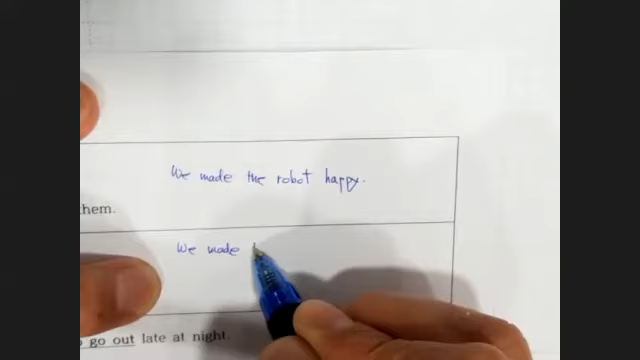 We made the robot happy.
them.
We made
go out late at night.